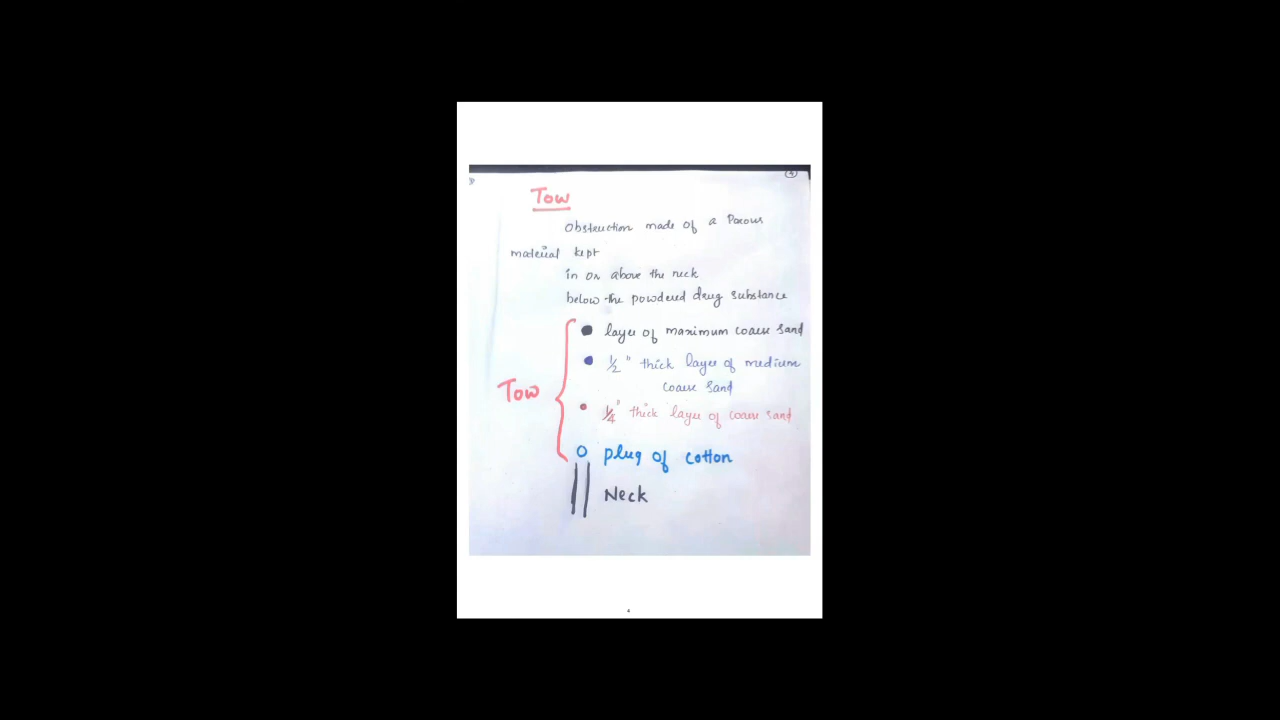 4
Tow
Obstruction made of a Porous
material kept
in or above the neck
below the powdered drug substance
layer of maximum coarse sand
1/2" thick layer of medium
coarse sand
Tow
1/4" thick layer of coarse sand
plug of cotton
Neck
4